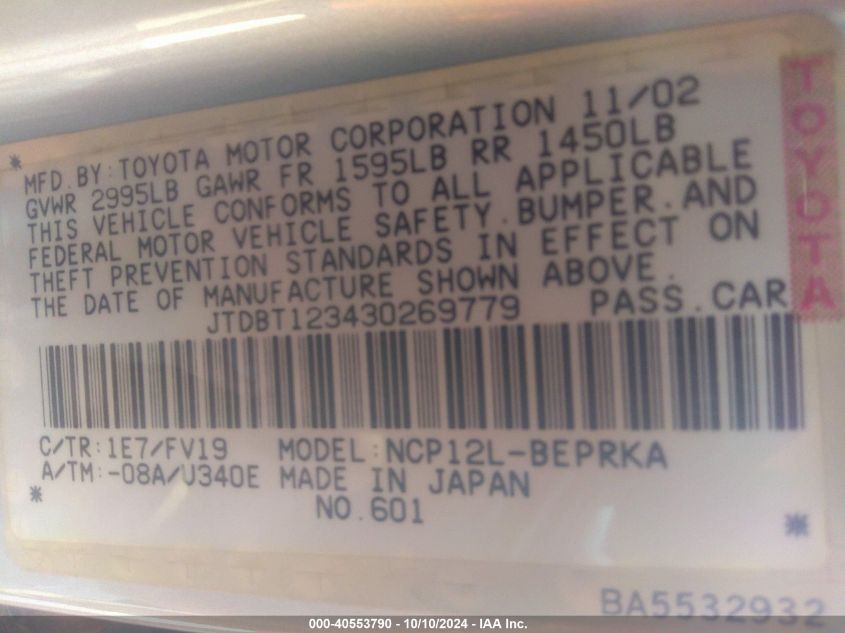 MFD.BY:TOYOTA MOTOR CORPORATION 11/02
GVWR 2995LB GAWR FR 1595LB RR 1450LB
THIS VEHICLE CONFORMS TO ALL APPLICABLE
FEDERAL MOTOR VEHICLE SAFETY.BUMPER.AND
THEFT PREVENTION STANDARDS IN EFFECT ON
THE DATE OF MANUFACTURE SHOWN ABOVE.
JTDBT123430269779 PASS.CAR
TOYOTA
C/TR:1E7/FV19 MODEL:NCP12L-BEPRKA
A/TM:-08A/U340E MADE IN JAPAN
NO.601
BA5532932
000-40553790 - 10/10/2024 - IAA Inc.